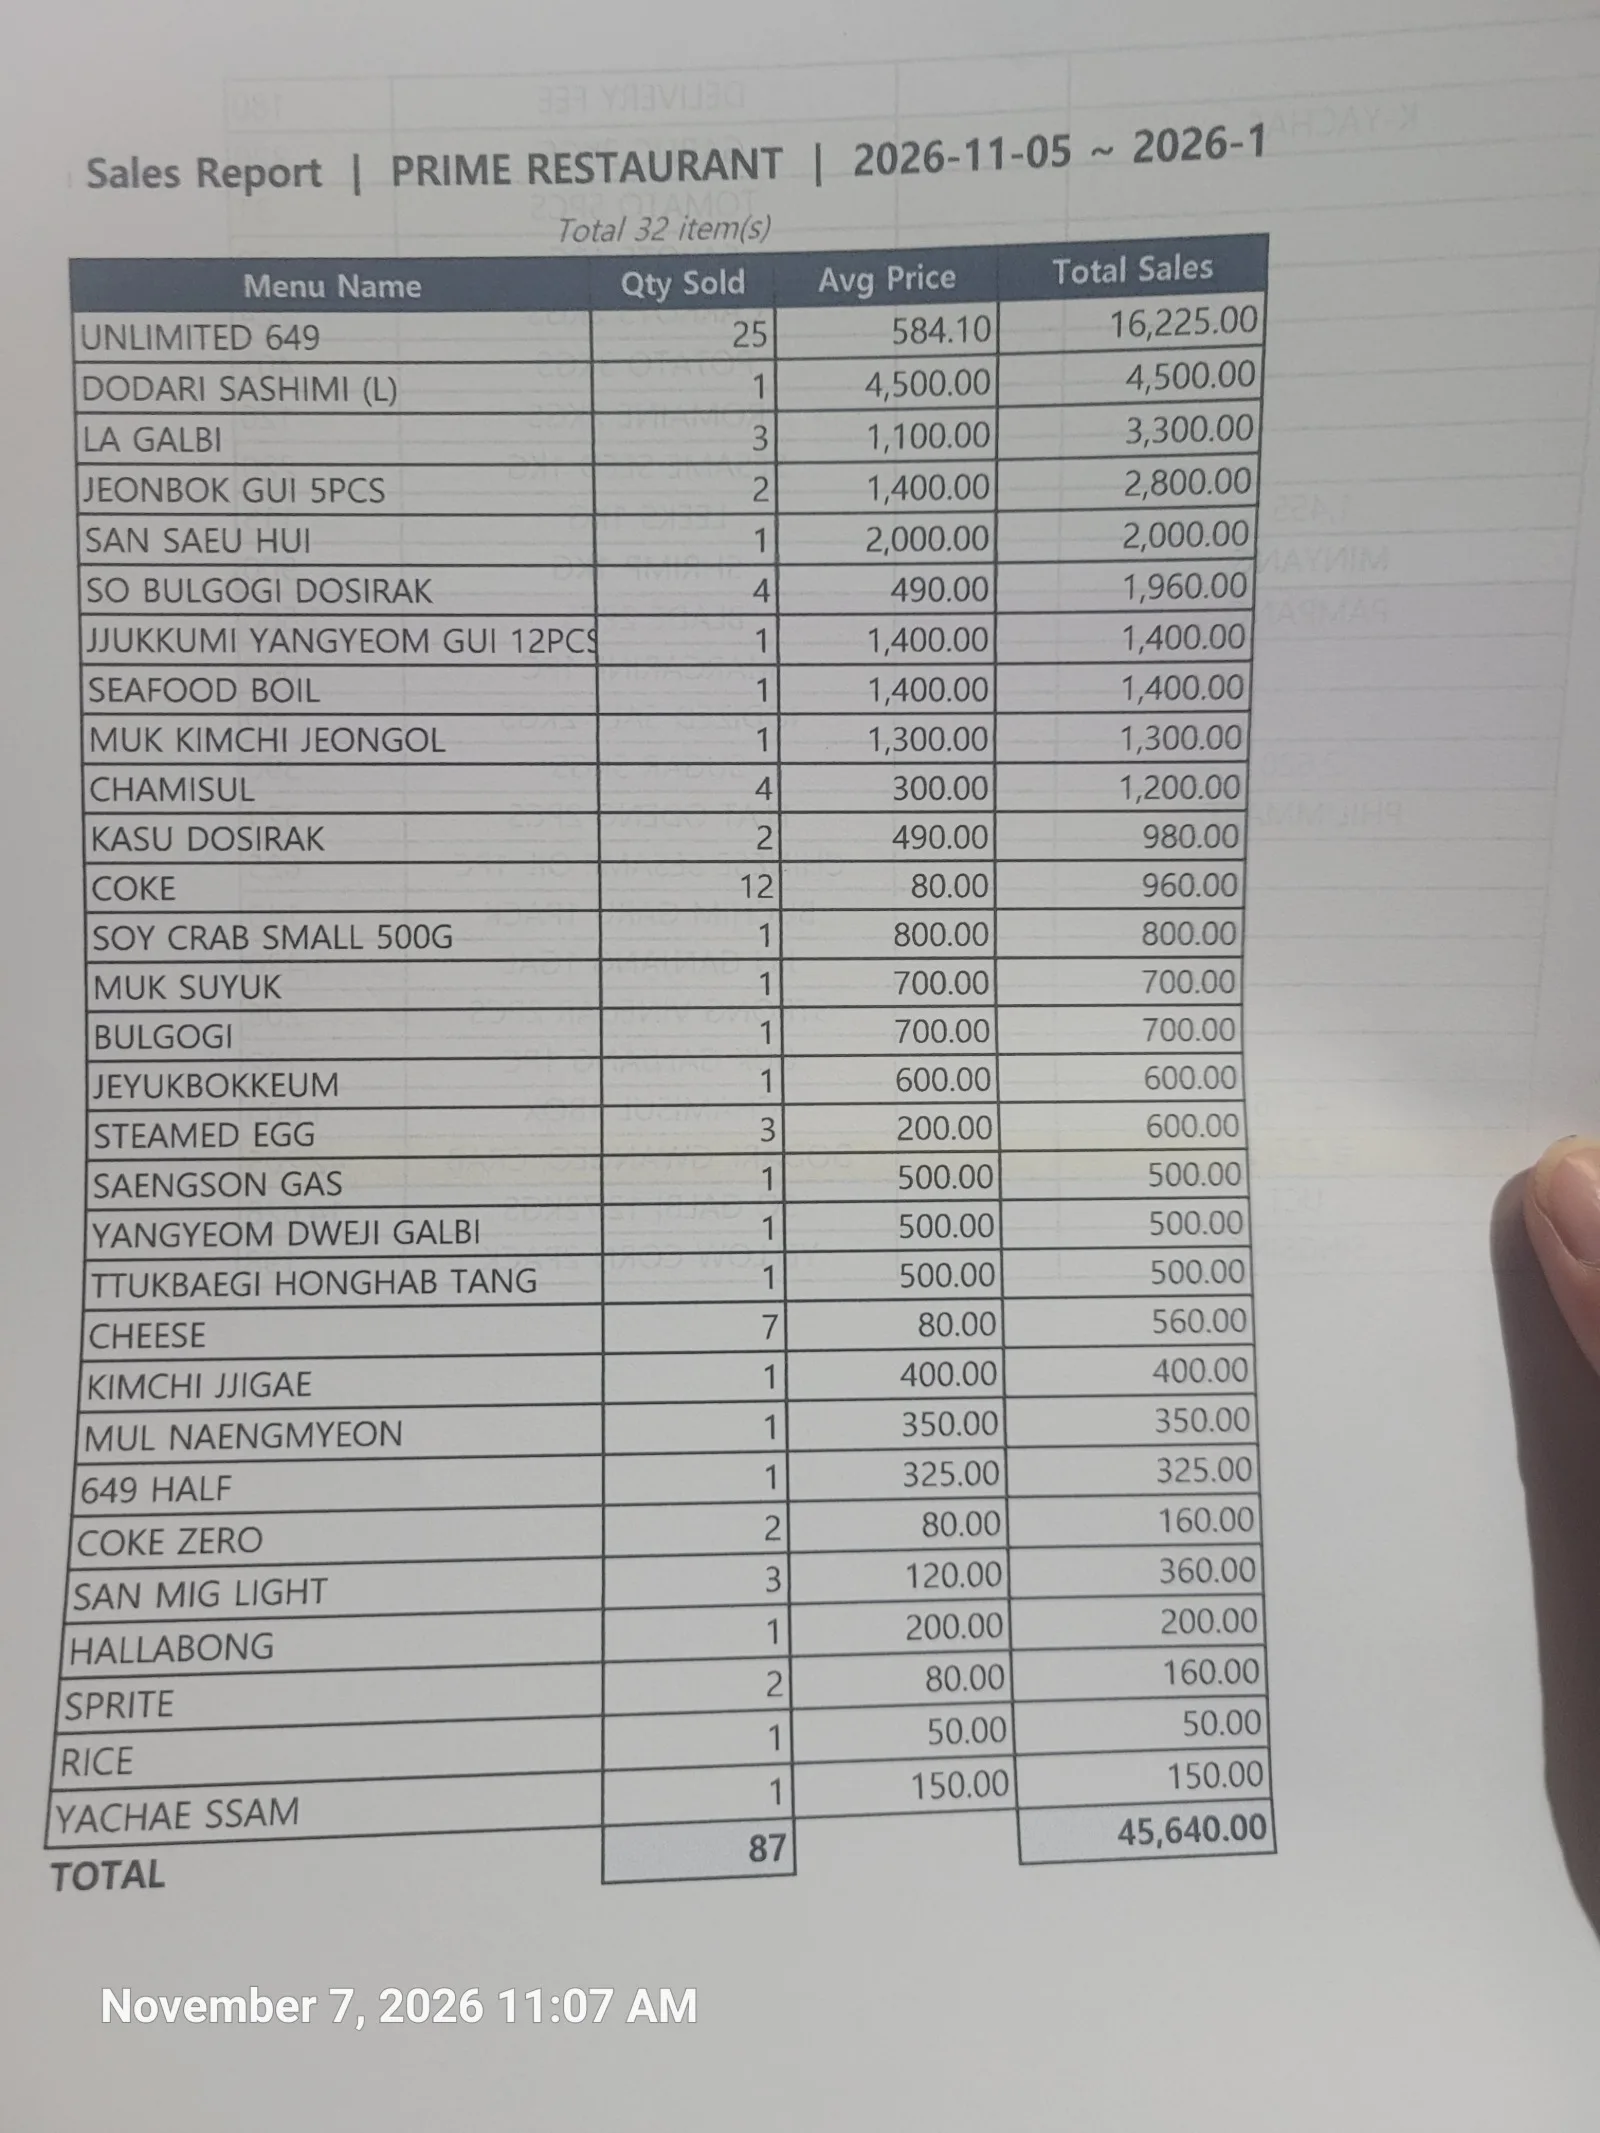 Sales Report | PRIME RESTAURANT | 2026-11-05 ~ 2026-1
Total 32 item(s)
Menu Name Qty Sold Avg Price Total Sales
UNLIMITED 649 25 584.10 16,225.00
DODARI SASHIMI (L) 1 4,500.00 4,500.00
LA GALBI 3 1,100.00 3,300.00
JEONBOK GUI 5PCS 2 1,400.00 2,800.00
SAN SAEU HUI 1 2,000.00 2,000.00
SO BULGOGI DOSIRAK 4 490.00 1,960.00
JJUKKUMI YANGYEOM GUI 12PCS 1 1,400.00 1,400.00
SEAFOOD BOIL 1 1,400.00 1,400.00
MUK KIMCHI JEONGOL 1 1,300.00 1,300.00
CHAMISUL 4 300.00 1,200.00
KASU DOSIRAK 2 490.00 980.00
COKE 12 80.00 960.00
SOY CRAB SMALL 500G 1 800.00 800.00
MUK SUYUK 1 700.00 700.00
BULGOGI 1 700.00 700.00
JEYUKBOKKEUM 1 600.00 600.00
STEAMED EGG 3 200.00 600.00
SAENGSON GAS 1 500.00 500.00
YANGYEOM DWEJI GALBI 1 500.00 500.00
TTUKBAEGI HONGHAB TANG 1 500.00 500.00
CHEESE 7 80.00 560.00
KIMCHI JJIGAE 1 400.00 400.00
MUL NAENGMYEON 1 350.00 350.00
649 HALF 1 325.00 325.00
COKE ZERO 2 80.00 160.00
SAN MIG LIGHT 3 120.00 360.00
HALLABONG 1 200.00 200.00
SPRITE 2 80.00 160.00
RICE 1 50.00 50.00
YACHAE SSAM 1 150.00 150.00
TOTAL 87 45,640.00
November 7, 2026 11:07 AM